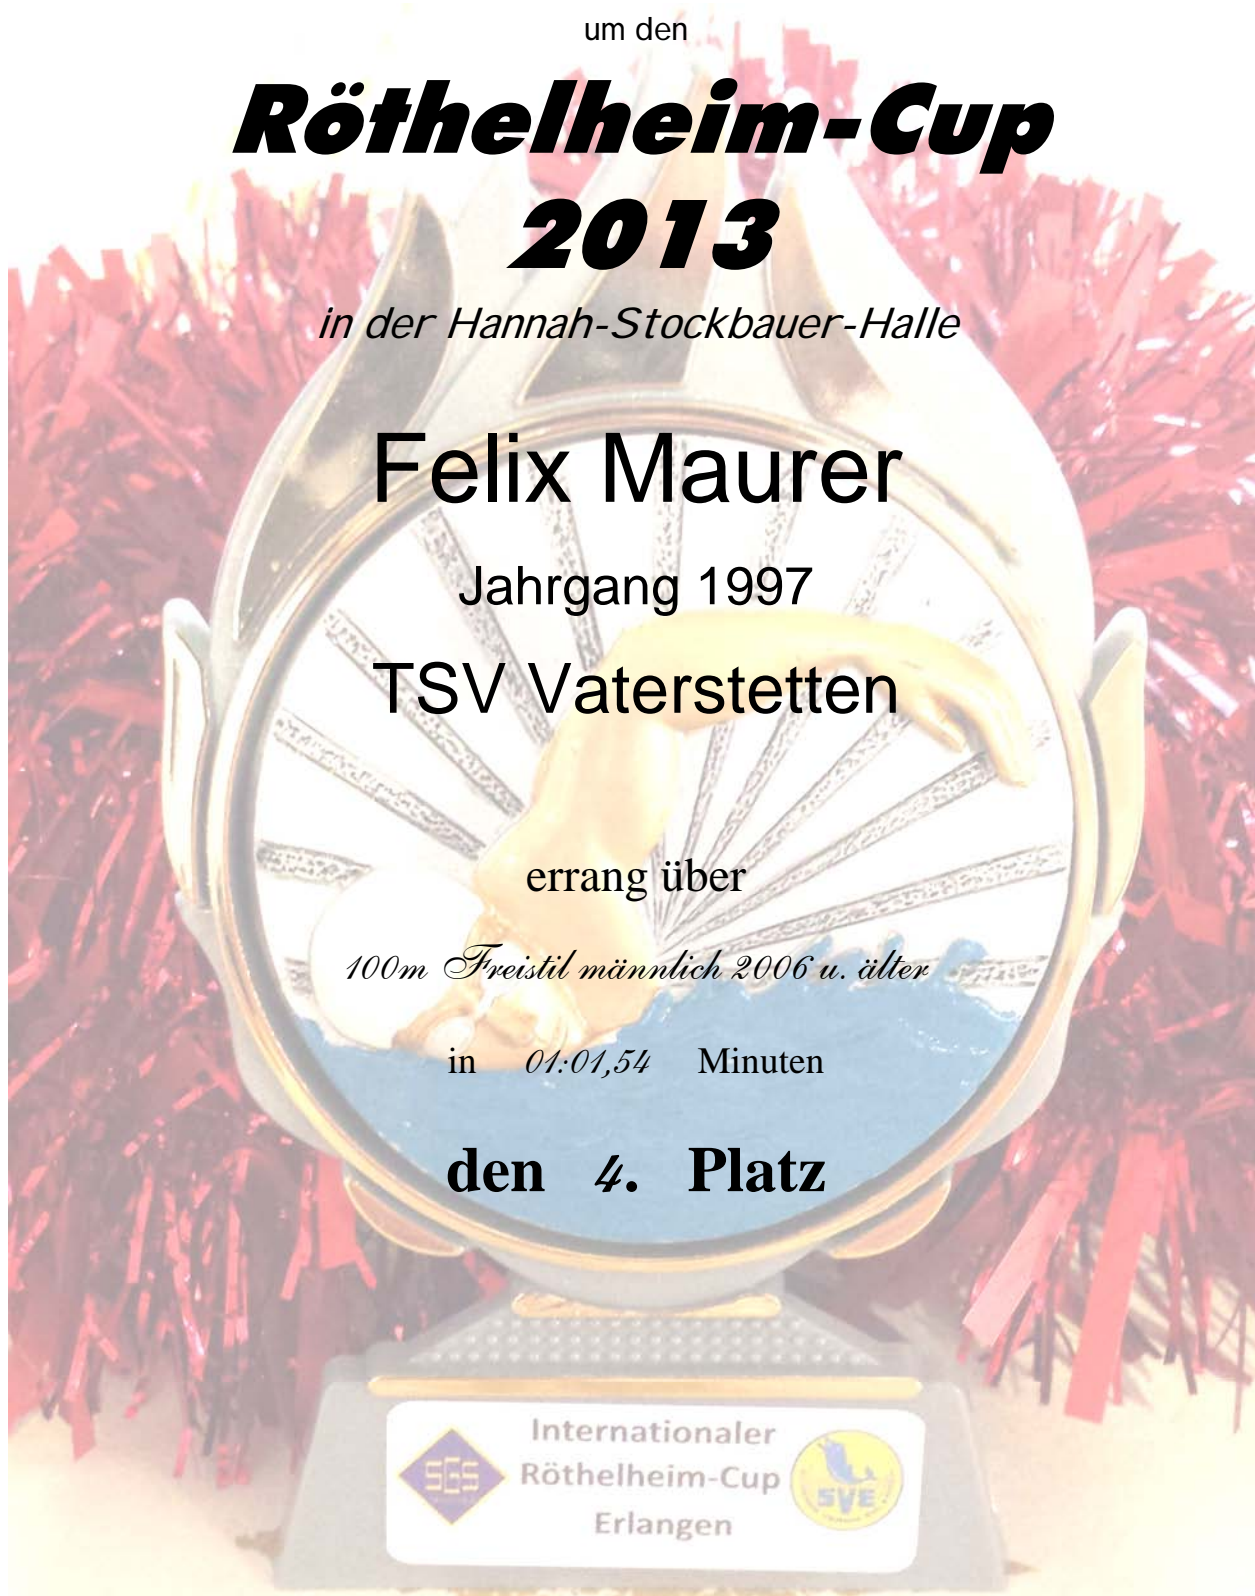 um den
Röthelheim-Cup
2013
in der Hannah-Stockbauer-Halle
Felix Maurer
Jahrgang 1997
TSV Vaterstetten
errang über
100m Freistil männlich 2006 u. älter
in 01:01,54 Minuten
den 4. Platz
Internationaler
SGS Röthelheim-Cup SVE
Erlangen